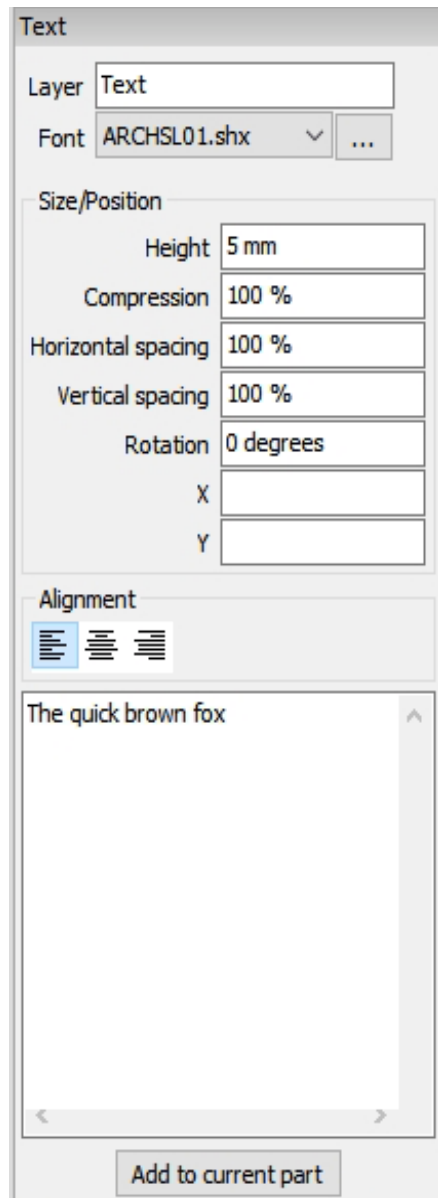 Text
Layer Text
Font ARCHSL01.shx ...
Size/Position
Height 5 mm
Compression 100 %
Horizontal spacing 100 %
Vertical spacing 100 %
Rotation 0 degrees
X
Y
Alignment
The quick brown fox
Add to current part